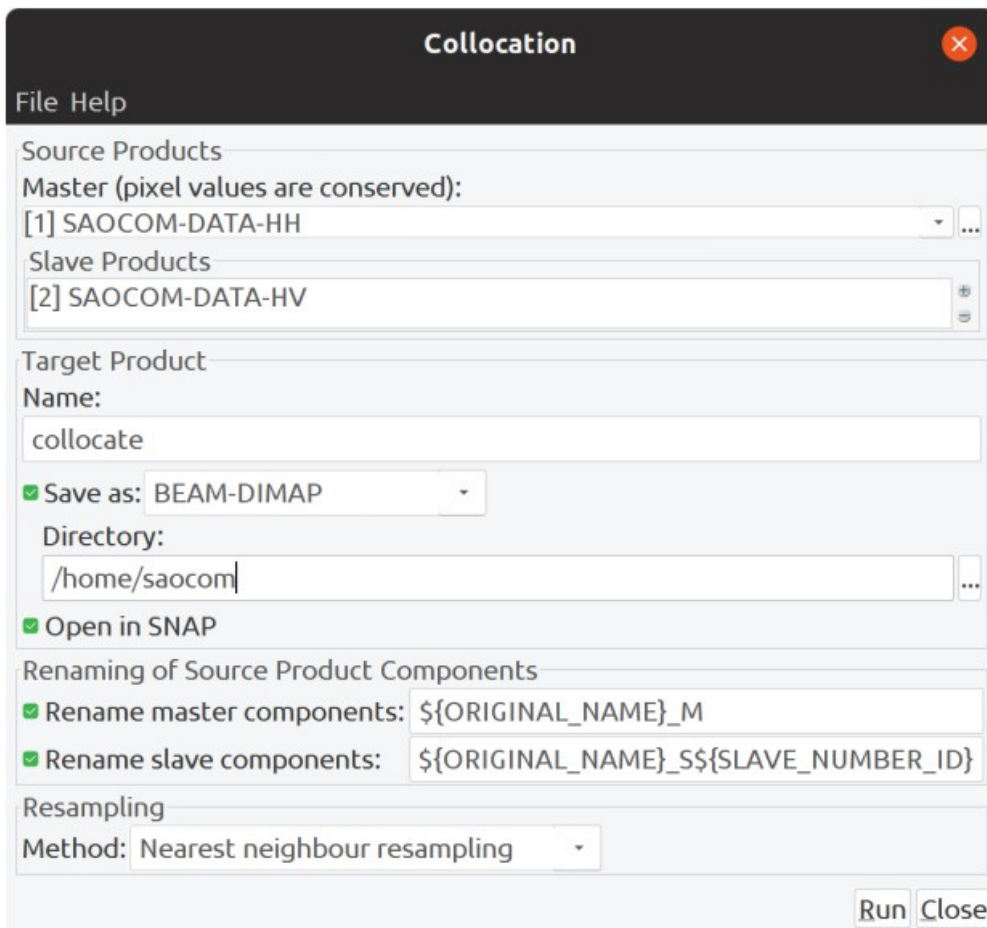 Collocation
File Help
Source Products
Master (pixel values are conserved):
[1] SAOCOM-DATA-HH
...
Slave Products
[2] SAOCOM-DATA-HV
Target Product
Name:
collocate
Save as: BEAM-DIMAP
Directory:
/home/saocom
...
Open in SNAP
Renaming of Source Product Components
Rename master components: ${ORIGINAL_NAME}_M
Rename slave components: ${ORIGINAL_NAME}_S${SLAVE_NUMBER_ID}
Resampling
Method: Nearest neighbour resampling
Run Close